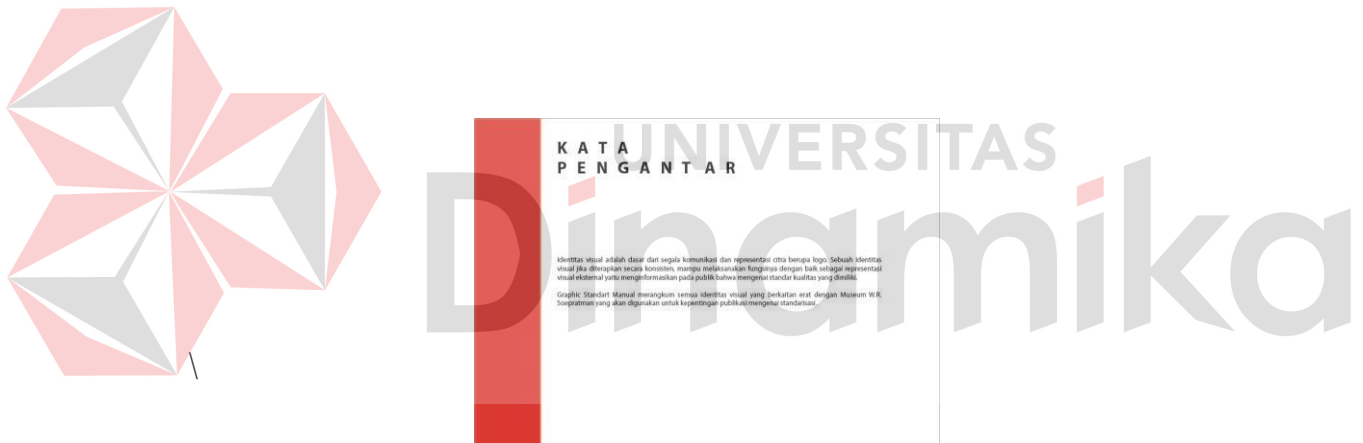 UNIVERSITAS
Dinamika
KATA
PENGANTAR
Identitas visual adalah dasar dari segala komunikasi dan representasi citra berupa logo. Sebuah identitas
visual jika diterapkan secara konsisten, mampu melaksanakan fungsinya dengan baik sebagai representasi
visual eksternal yaitu menginformasikan pada publik bahwa mengenai standar kualitas yang dimiliki.
Graphic Standart Manual merangkum semua identitas visual yang berkaitan erat dengan Museum W.R.
Soepratman yang akan digunakan untuk kepentingan publikasi mengenai standarisasi.